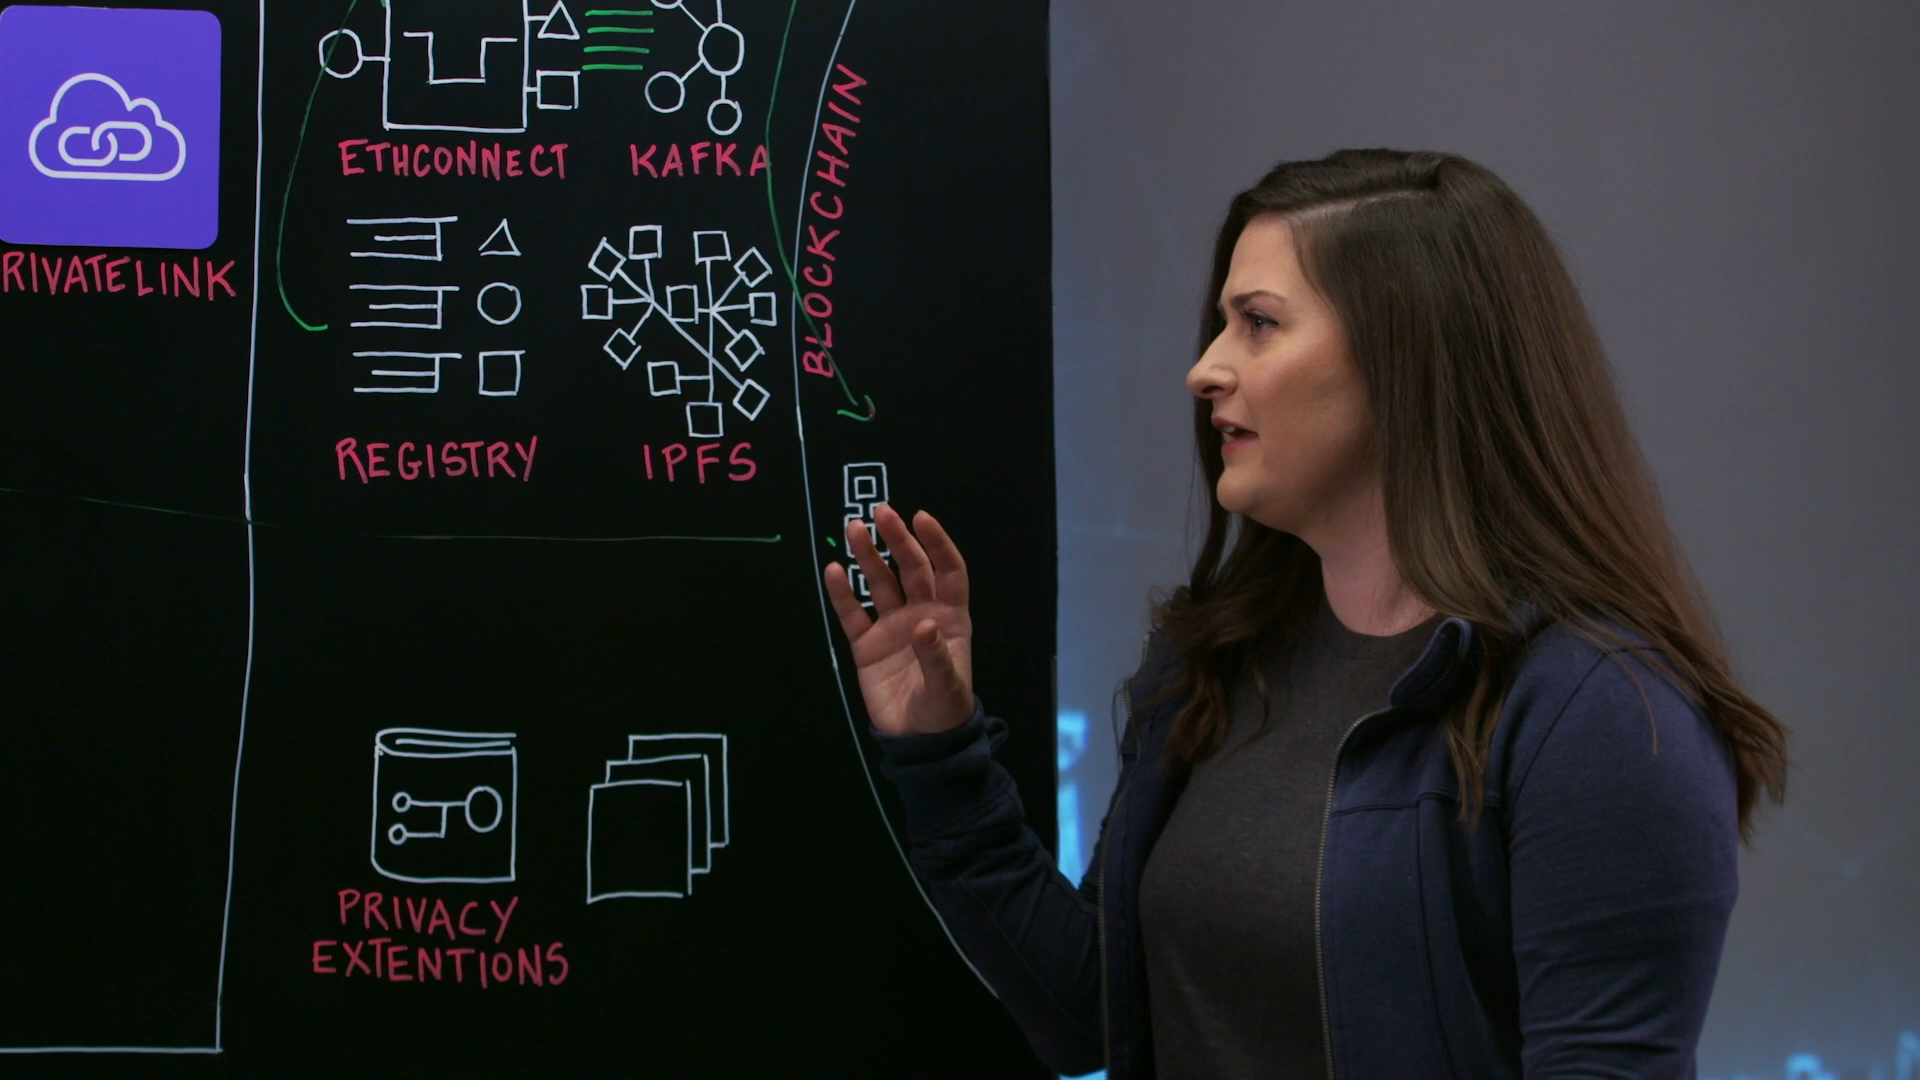 RIVATELINK
ETHCONNECT
KAFKA
BLOCKCHAIN
REGISTRY
IPFS
PRIVACY
EXTENTIONS